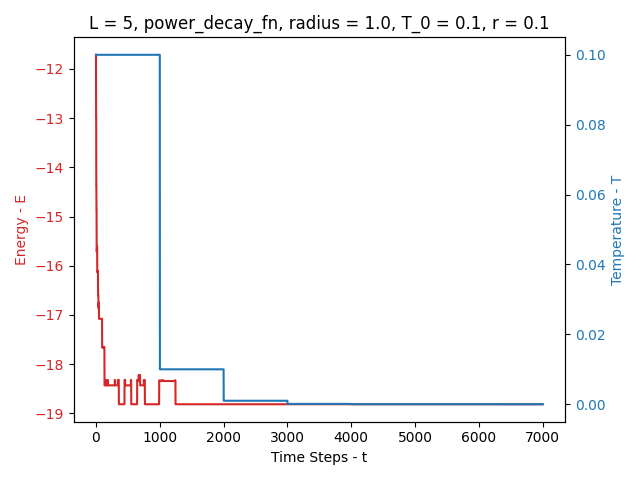 L = 5, power_decay_fn, radius = 1.0, T_0 = 0.1, r = 0.1
−12
−13
−14
−15
−16
−17
−18
−19
Energy - E
0.10
0.08
0.06
0.04
0.02
0.00
Temperature - T
0 1000 2000 3000 4000 5000 6000 7000
Time Steps - t